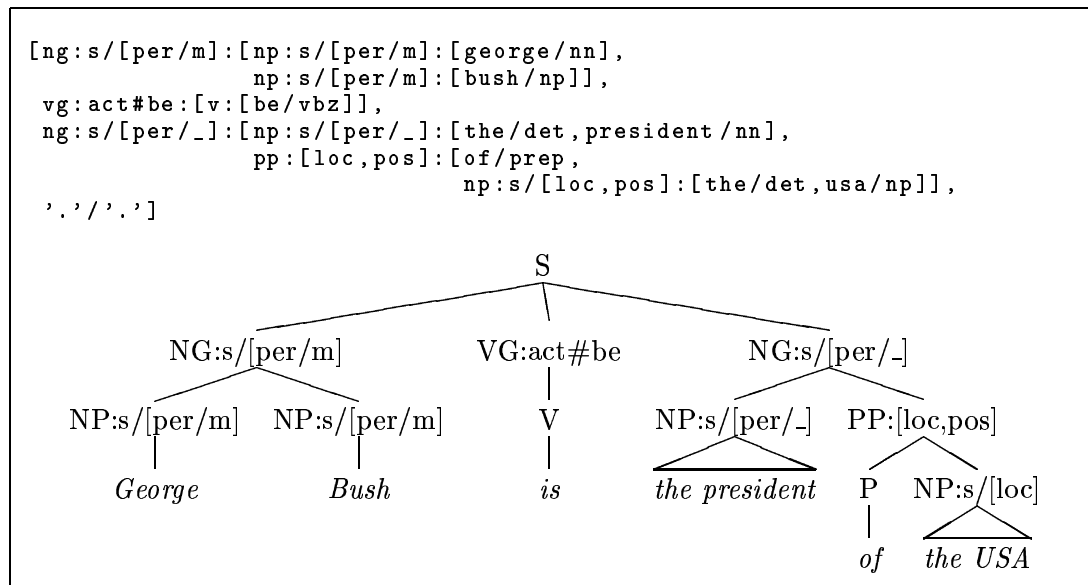 [ng:s/[per/m]:[np:s/[per/m]:[george/nn],
np:s/[per/m]:[bush/np]],
vg:act#be:[v:[be/vbz]],
ng:s/[per/_]:[np:s/[per/_]:[the/det,president/nn],
pp:[loc,pos]:[of/prep,
np:s/[loc,pos]:[the/det,usa/np]],
'.'/'.']
S
NG:s/[per/m] VG:act#be NG:s/[per/_]
NP:s/[per/m] NP:s/[per/m] V NP:s/[per/_] PP:[loc,pos]
George Bush is the president P NP:s/[loc]
of the USA